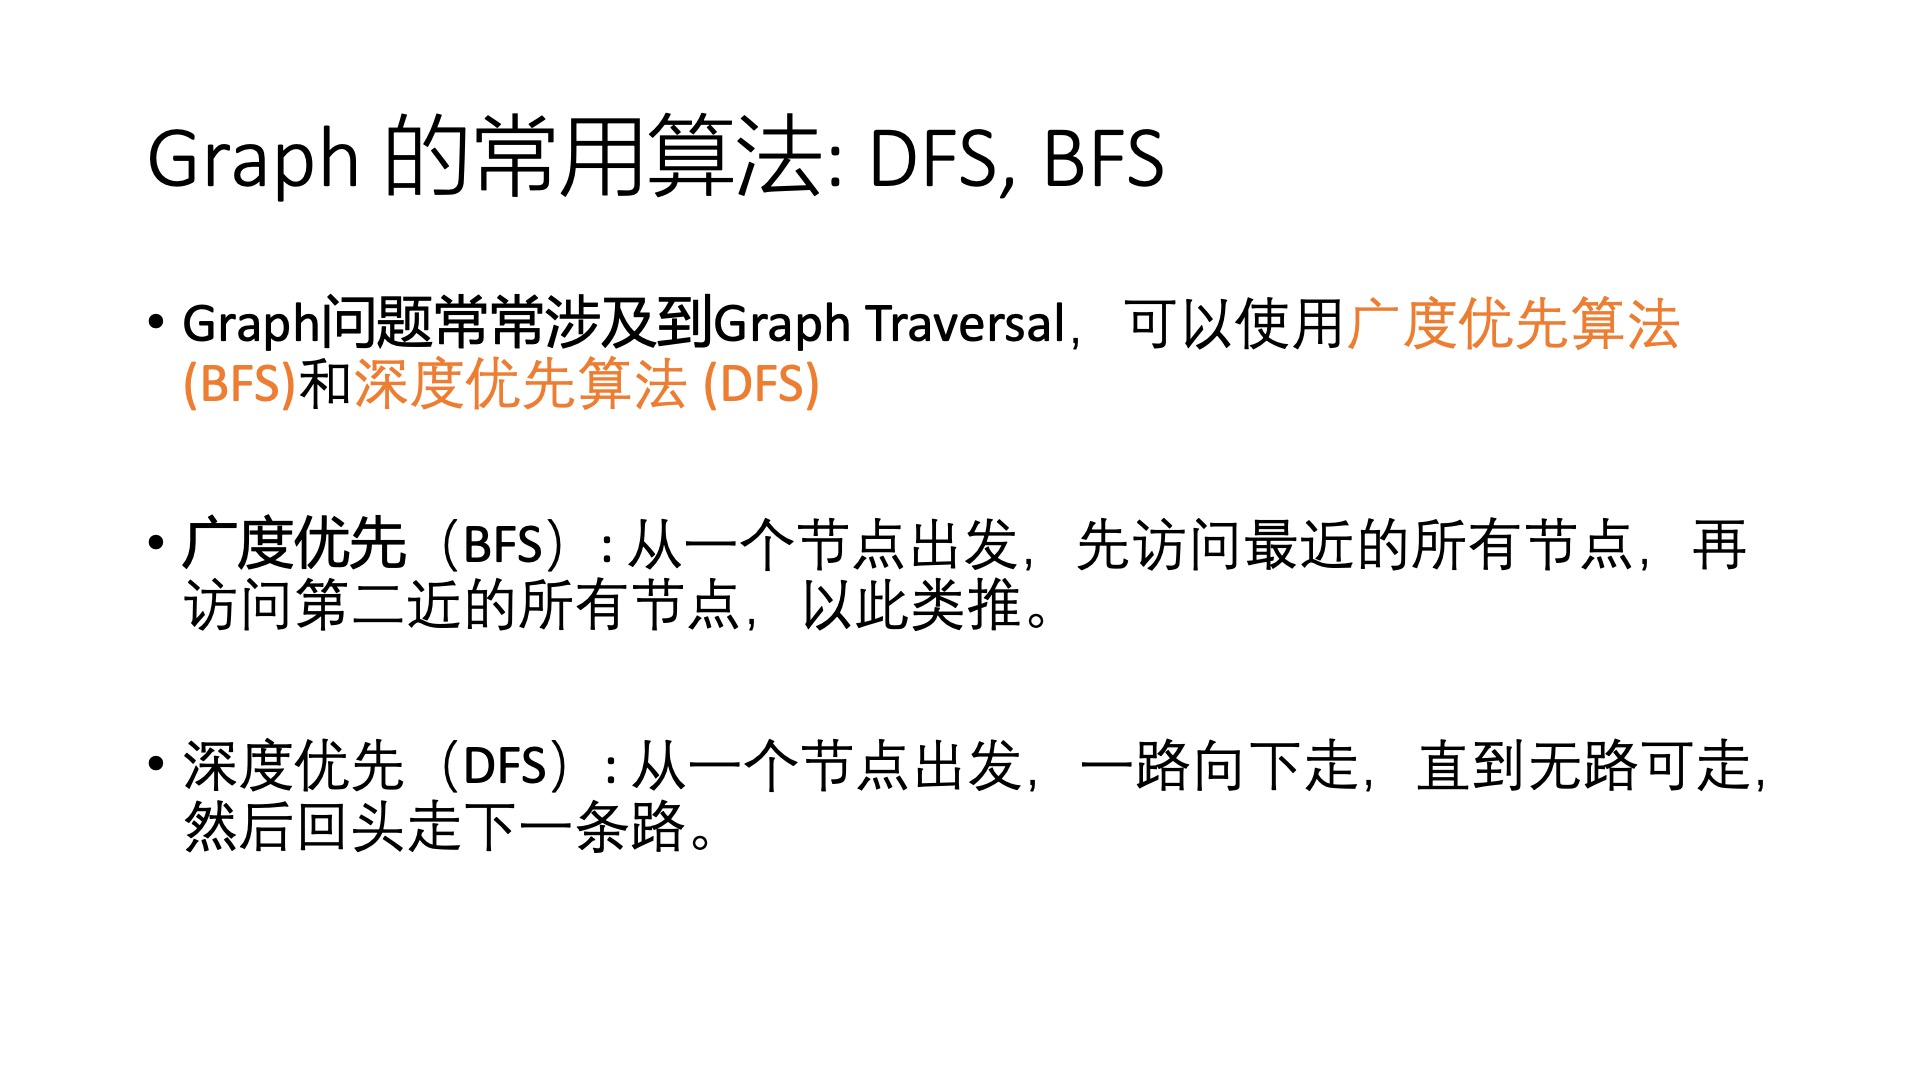 Graph 的常用算法: DFS, BFS
• Graph问题常常涉及到Graph Traversal，可以使用广度优先算法
(BFS)和深度优先算法 (DFS)
• 广度优先（BFS）: 从一个节点出发，先访问最近的所有节点，再
访问第二近的所有节点，以此类推。
• 深度优先（DFS）: 从一个节点出发，一路向下走，直到无路可走，
然后回头走下一条路。